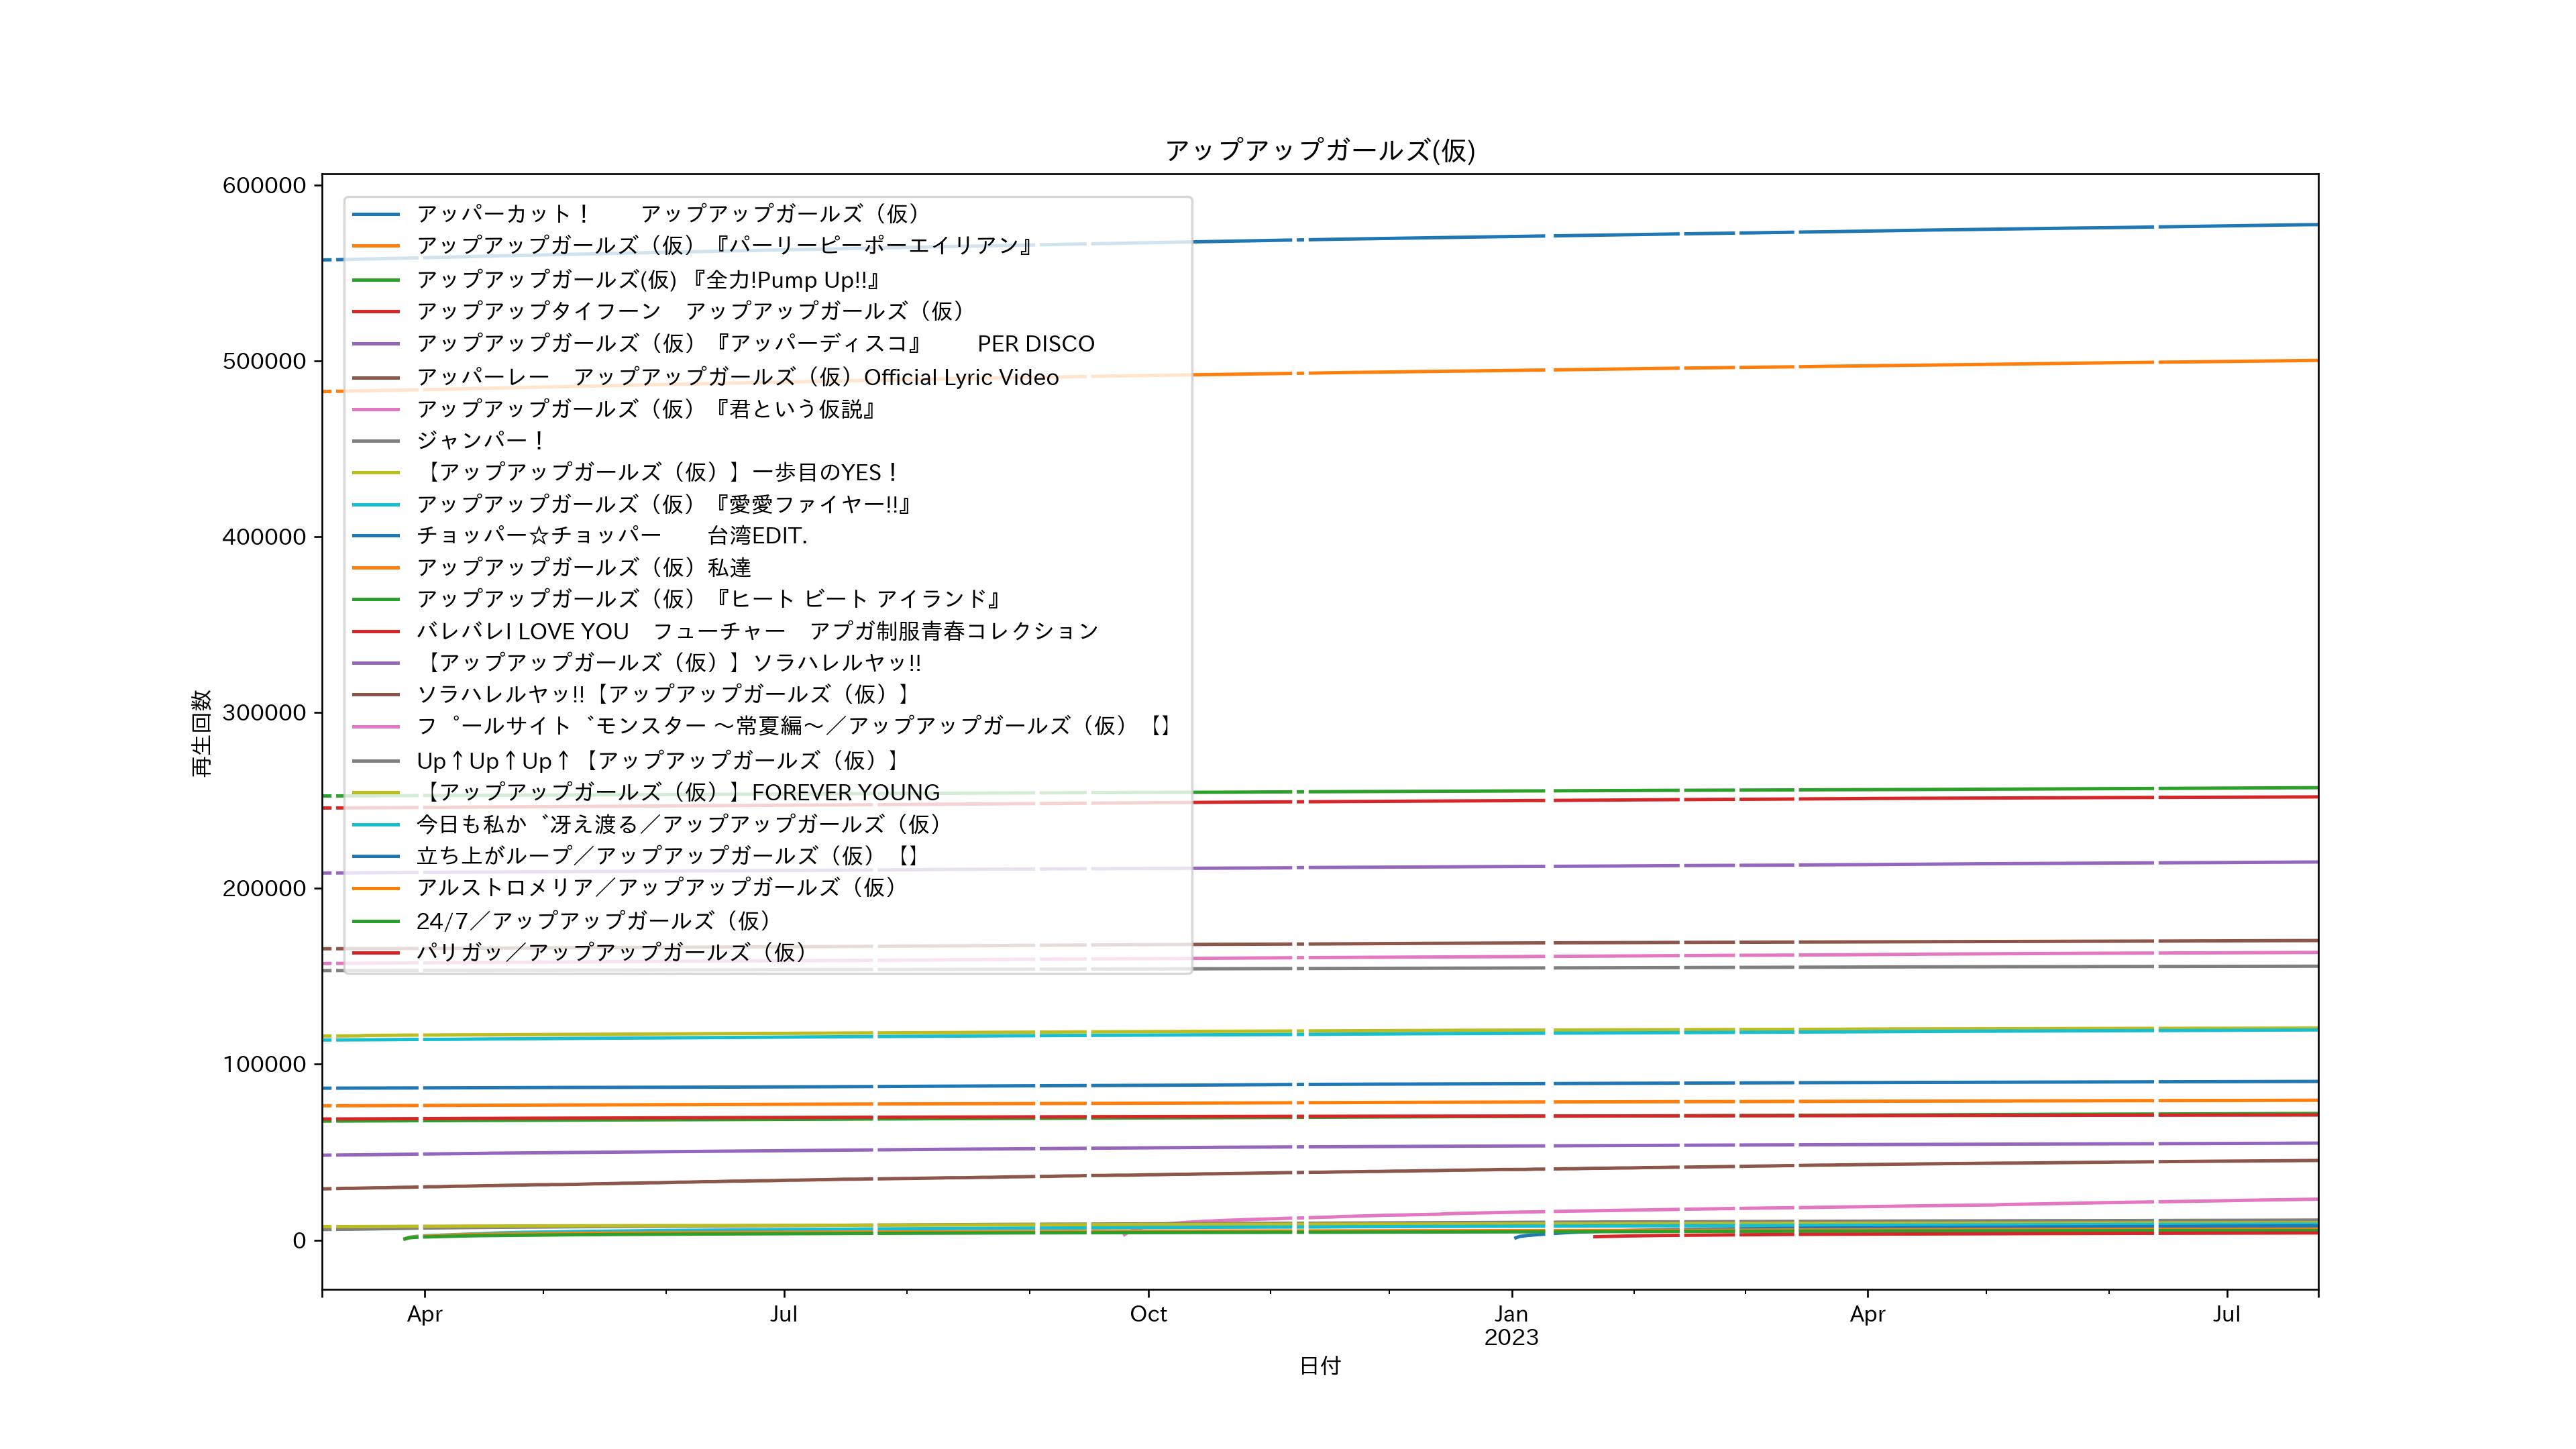 アップアップガールズ(仮)
600000
500000
400000
300000
200000
100000
0
再生回数
アッパーカット！　　アップアップガールズ（仮）
アップアップガールズ（仮）『パーリーピーポーエイリアン』
アップアップガールズ(仮) 『全力!Pump Up!!』
アップアップタイフーン　アップアップガールズ（仮）
アップアップガールズ（仮）『アッパーディスコ』　　PER DISCO
アッパーレー　アップアップガールズ（仮）Official Lyric Video
アップアップガールズ（仮）『君という仮説』
ジャンパー！
【アップアップガールズ（仮）】一歩目のYES！
アップアップガールズ（仮）『愛愛ファイヤー!!』
チョッパー☆チョッパー　　台湾EDIT.
アップアップガールズ（仮）私達
アップアップガールズ（仮）『ヒート ビート アイランド』
バレバレI LOVE YOU　フューチャー　アプガ制服青春コレクション
【アップアップガールズ（仮）】ソラハレルヤッ!!
ソラハレルヤッ!!【アップアップガールズ（仮）】
フ゜ールサイト゛モンスター 〜常夏編〜／アップアップガールズ（仮）【】
Up↑Up↑Up↑【アップアップガールズ（仮）】
【アップアップガールズ（仮）】FOREVER YOUNG
今日も私か゛冴え渡る／アップアップガールズ（仮）
立ち上がループ／アップアップガールズ（仮）【】
アルストロメリア／アップアップガールズ（仮）
24/7／アップアップガールズ（仮）
パリガッ／アップアップガールズ（仮）
Apr
Jul
Oct
Jan
2023
Apr
Jul
日付